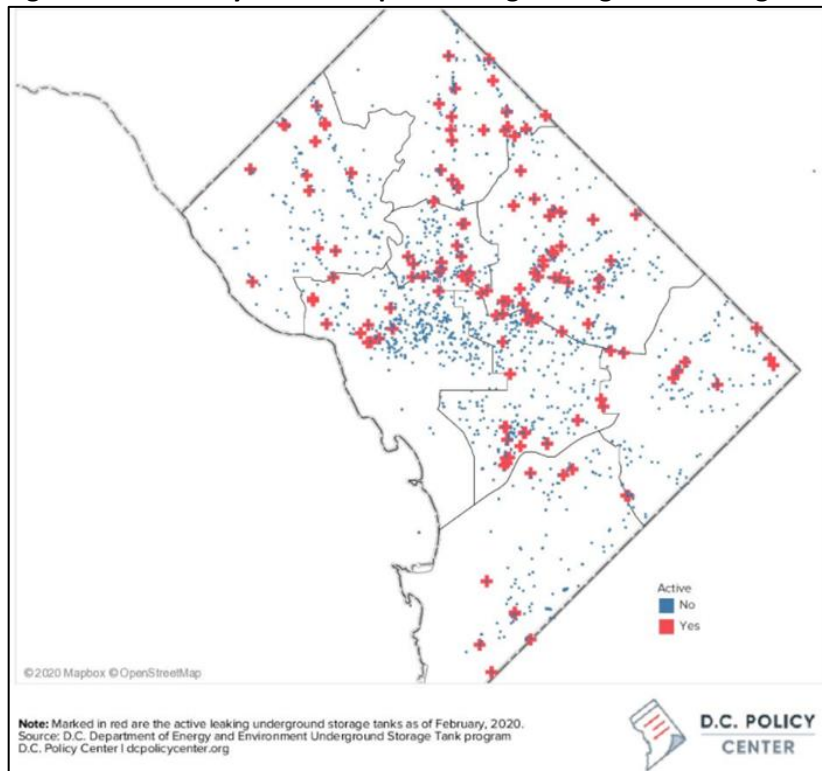 Active
No
Yes
©2020 Mapbox ©OpenStreetMap
Note: Marked in red are the active leaking underground storage tanks as of February, 2020.
Source: D.C. Department of Energy and Environment Underground Storage Tank program
D.C. Policy Center | dcpolicycenter.org
D.C. POLICY
CENTER